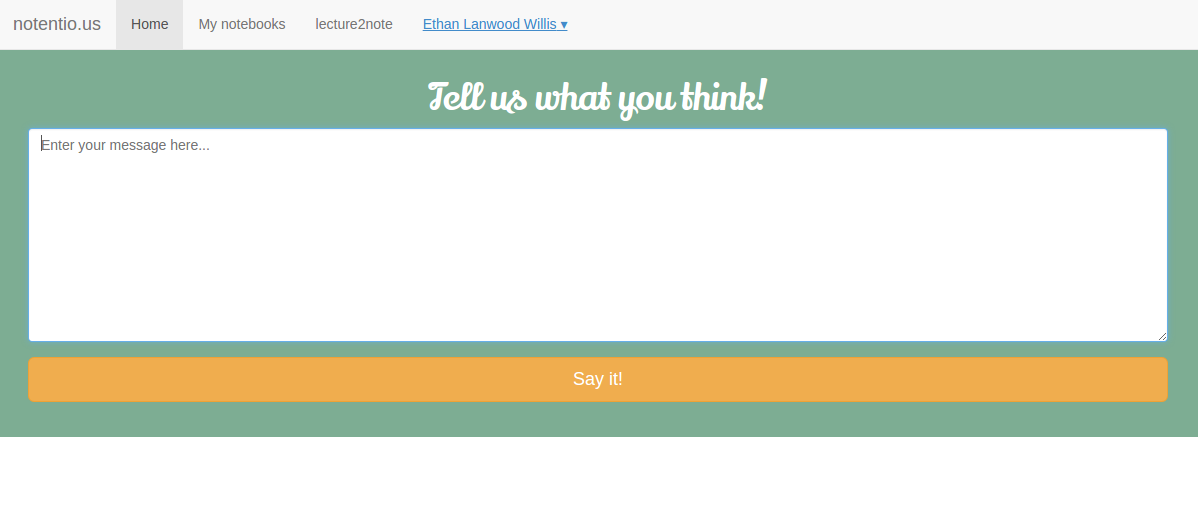 notentio.us Home My notebooks lecture2note Ethan Lanwood Willis ▾
Tell us what you think!
Enter your message here...
Say it!